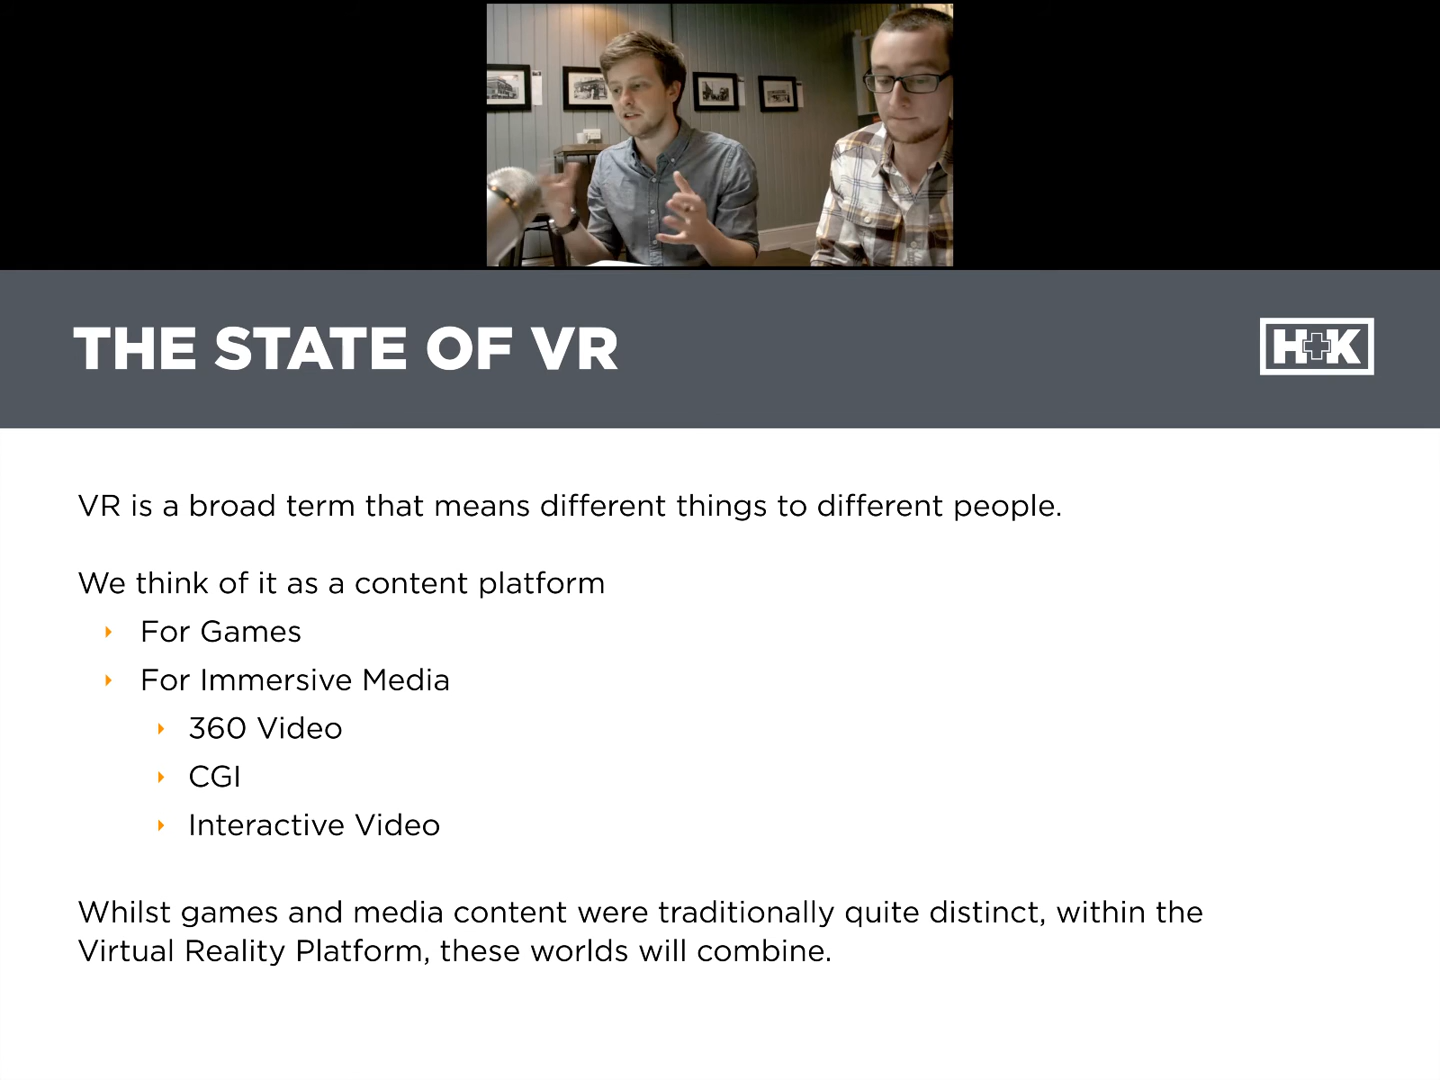 THE STATE OF VR
H+K
VR is a broad term that means different things to different people.
We think of it as a content platform
For Games
For Immersive Media
360 Video
CGI
Interactive Video
Whilst games and media content were traditionally quite distinct, within the
Virtual Reality Platform, these worlds will combine.